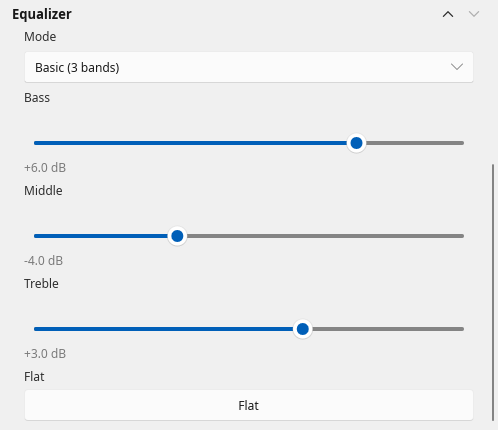 Equalizer
Mode
Basic (3 bands)
Bass
+6.0 dB
Middle
-4.0 dB
Treble
+3.0 dB
Flat
Flat